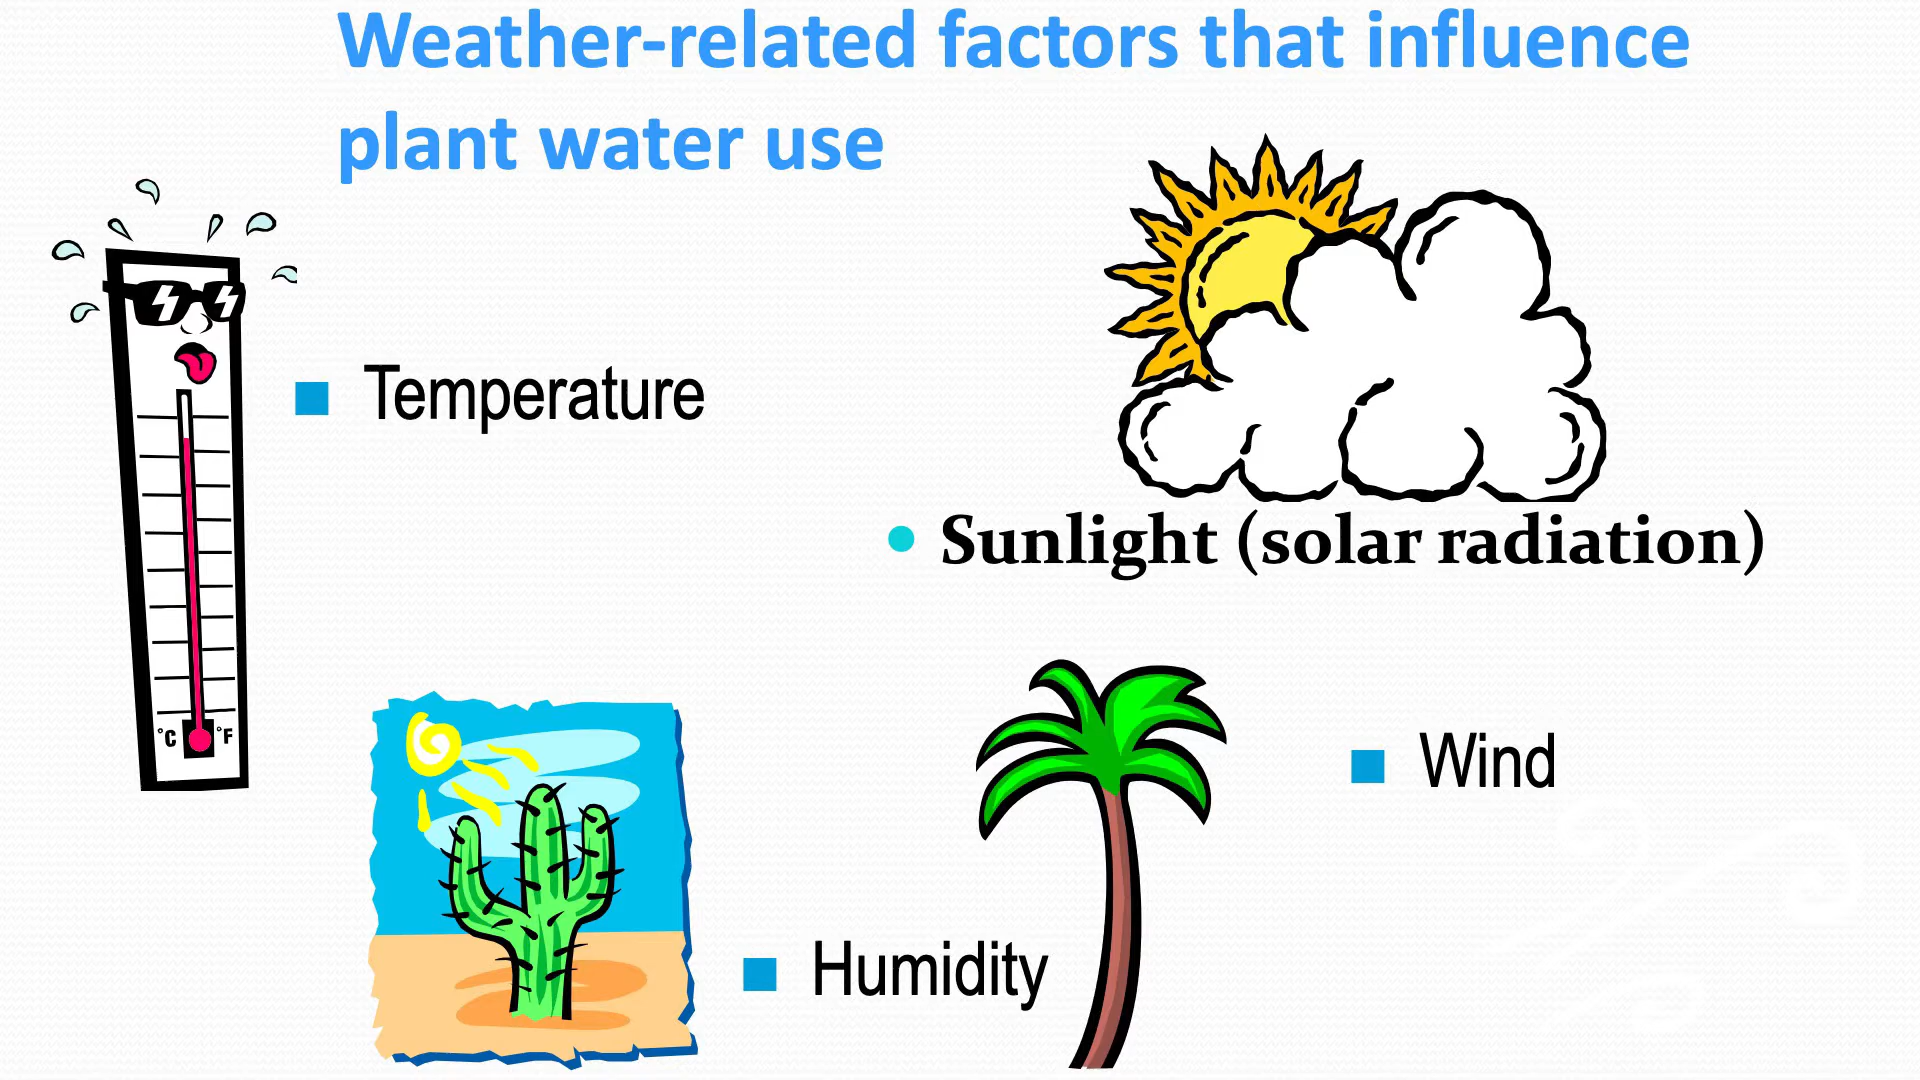 Weather-related factors that influence
plant water use
Temperature
Sunlight (solar radiation)
°C °F
Wind
Humidity